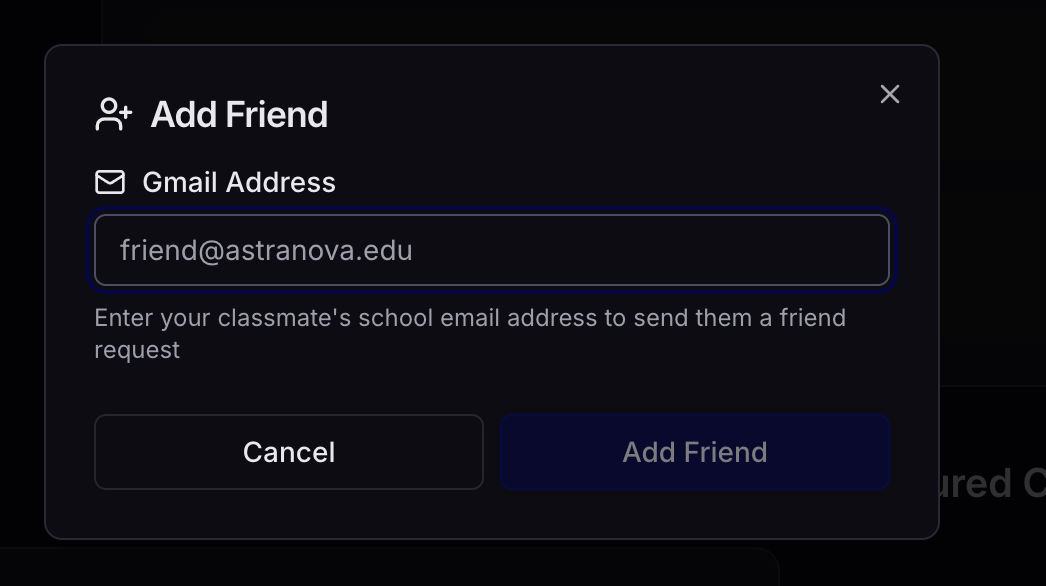 Add Friend
Gmail Address
friend@astranova.edu
Enter your classmate's school email address to send them a friend
request
Cancel
Add Friend
ured C